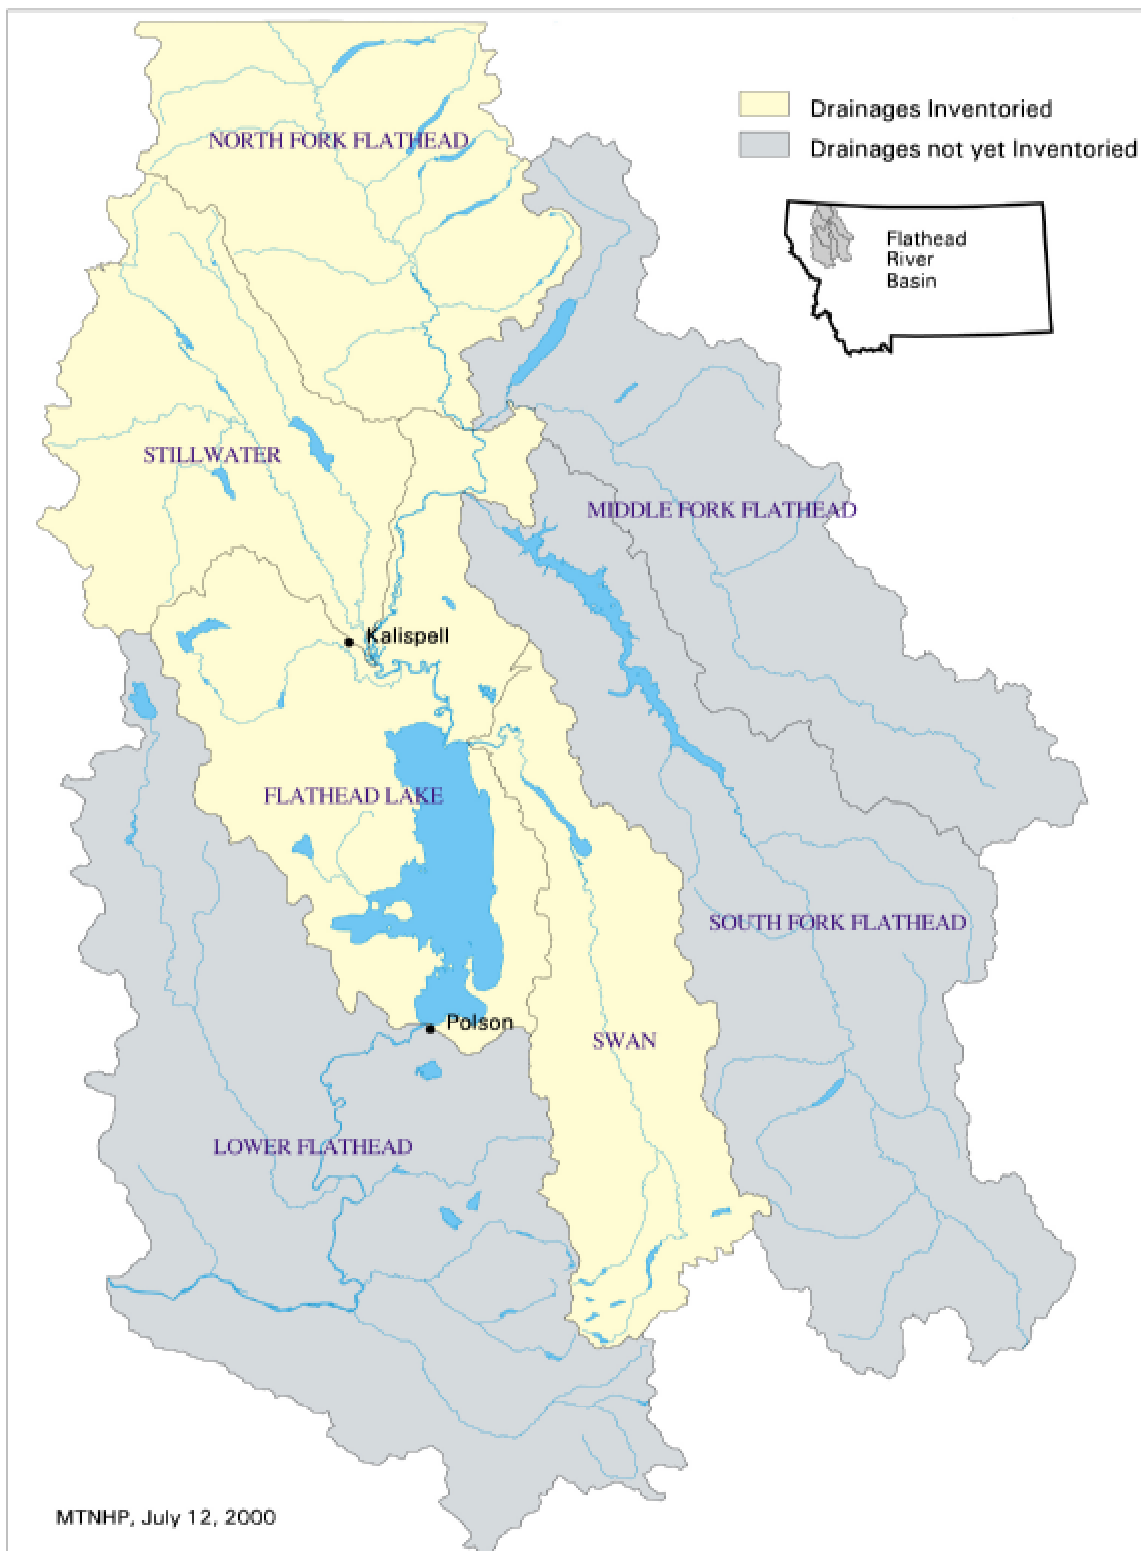 Drainages Inventoried
Drainages not yet Inventoried
NORTH FORK FLATHEAD
Flathead
River
Basin
STILLWATER
MIDDLE FORK FLATHEAD
Kalispell
FLATHEAD LAKE
SOUTH FORK FLATHEAD
Polson
SWAN
LOWER FLATHEAD
MTNHP, July 12, 2000